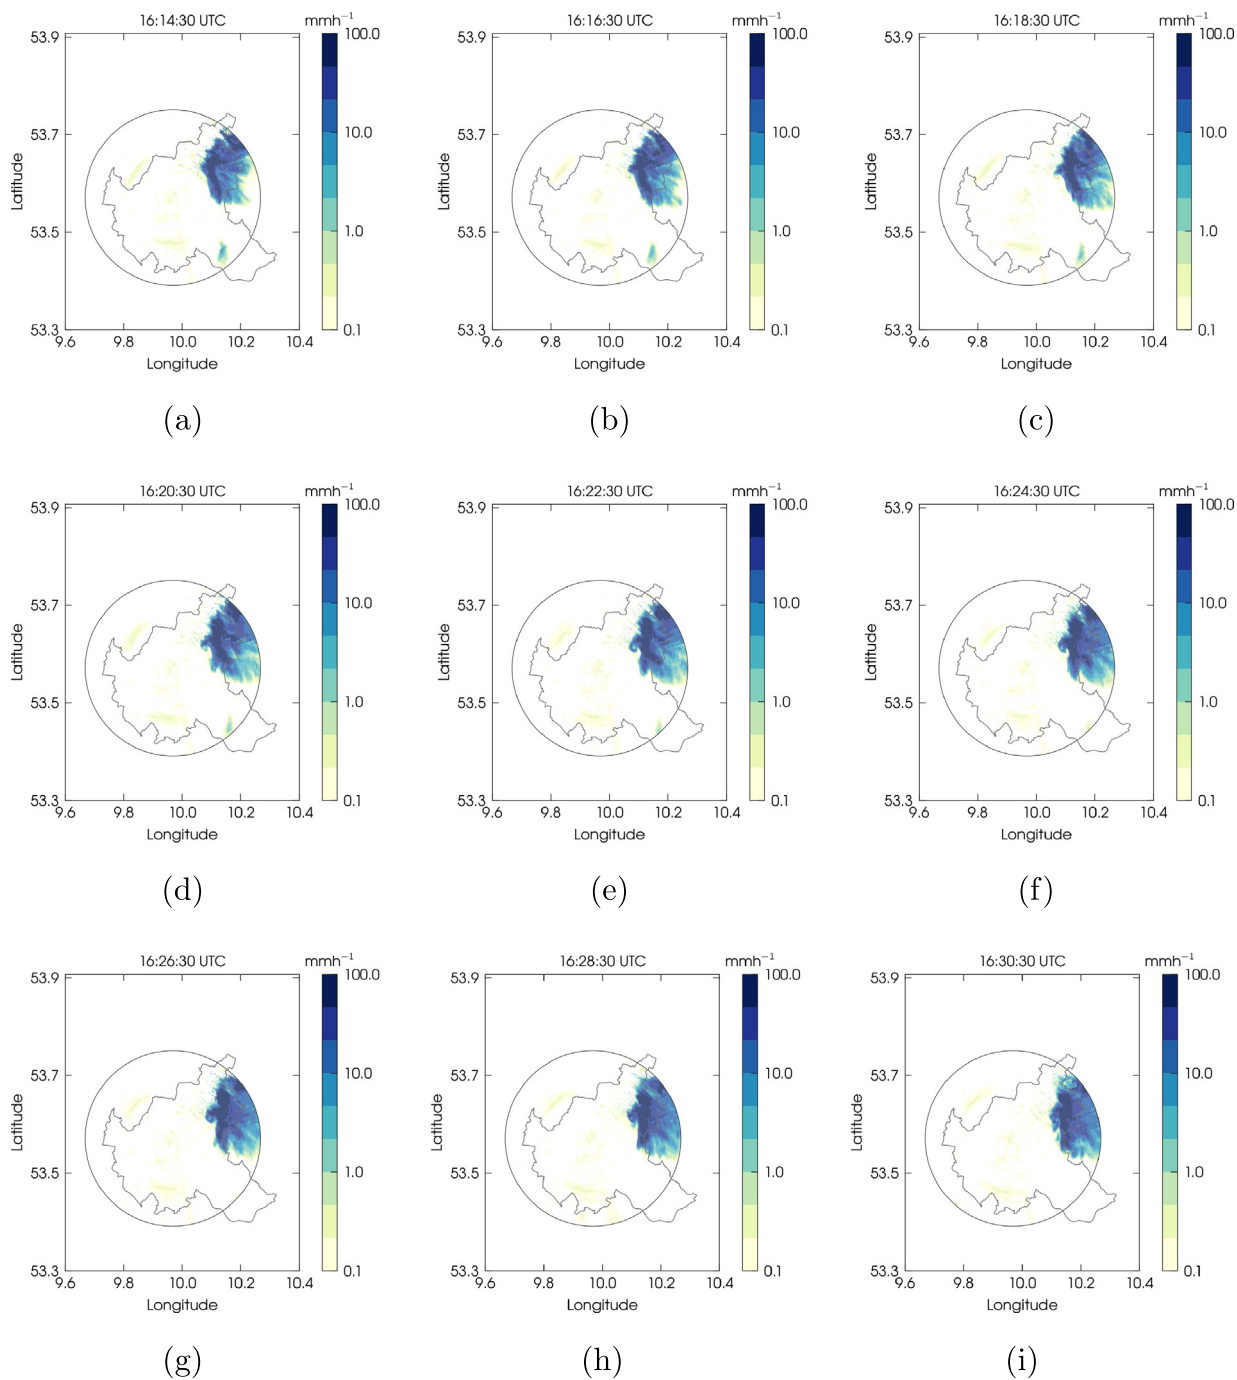 16:14:30 UTC mmh⁻¹ 16:16:30 UTC mmh⁻¹ 16:18:30 UTC mmh⁻¹
53.9 100.0 53.9 100.0 53.9 100.0
53.7 10.0 53.7 10.0 53.7 10.0
Latitude Latitude Latitude
53.5 1.0 53.5 1.0 53.5 1.0
53.3 0.1 53.3 0.1 53.3 0.1
9.6 9.8 10.0 10.2 10.4 9.6 9.8 10.0 10.2 10.4 9.6 9.8 10.0 10.2 10.4
Longitude Longitude Longitude
(a) (b) (c)
16:20:30 UTC mmh⁻¹ 16:22:30 UTC mmh⁻¹ 16:24:30 UTC mmh⁻¹
53.9 100.0 53.9 100.0 53.9 100.0
53.7 10.0 53.7 10.0 53.7 10.0
Latitude Latitude Latitude
53.5 1.0 53.5 1.0 53.5 1.0
53.3 0.1 53.3 0.1 53.3 0.1
9.6 9.8 10.0 10.2 10.4 9.6 9.8 10.0 10.2 10.4 9.6 9.8 10.0 10.2 10.4
Longitude Longitude Longitude
(d) (e) (f)
16:26:30 UTC mmh⁻¹ 16:28:30 UTC mmh⁻¹ 16:30:30 UTC mmh⁻¹
53.9 100.0 53.9 100.0 53.9 100.0
53.7 10.0 53.7 10.0 53.7 10.0
Latitude Latitude Latitude
53.5 1.0 53.5 1.0 53.5 1.0
53.3 0.1 53.3 0.1 53.3 0.1
9.6 9.8 10.0 10.2 10.4 9.6 9.8 10.0 10.2 10.4 9.6 9.8 10.0 10.2 10.4
Longitude Longitude Longitude
(g) (h) (i)